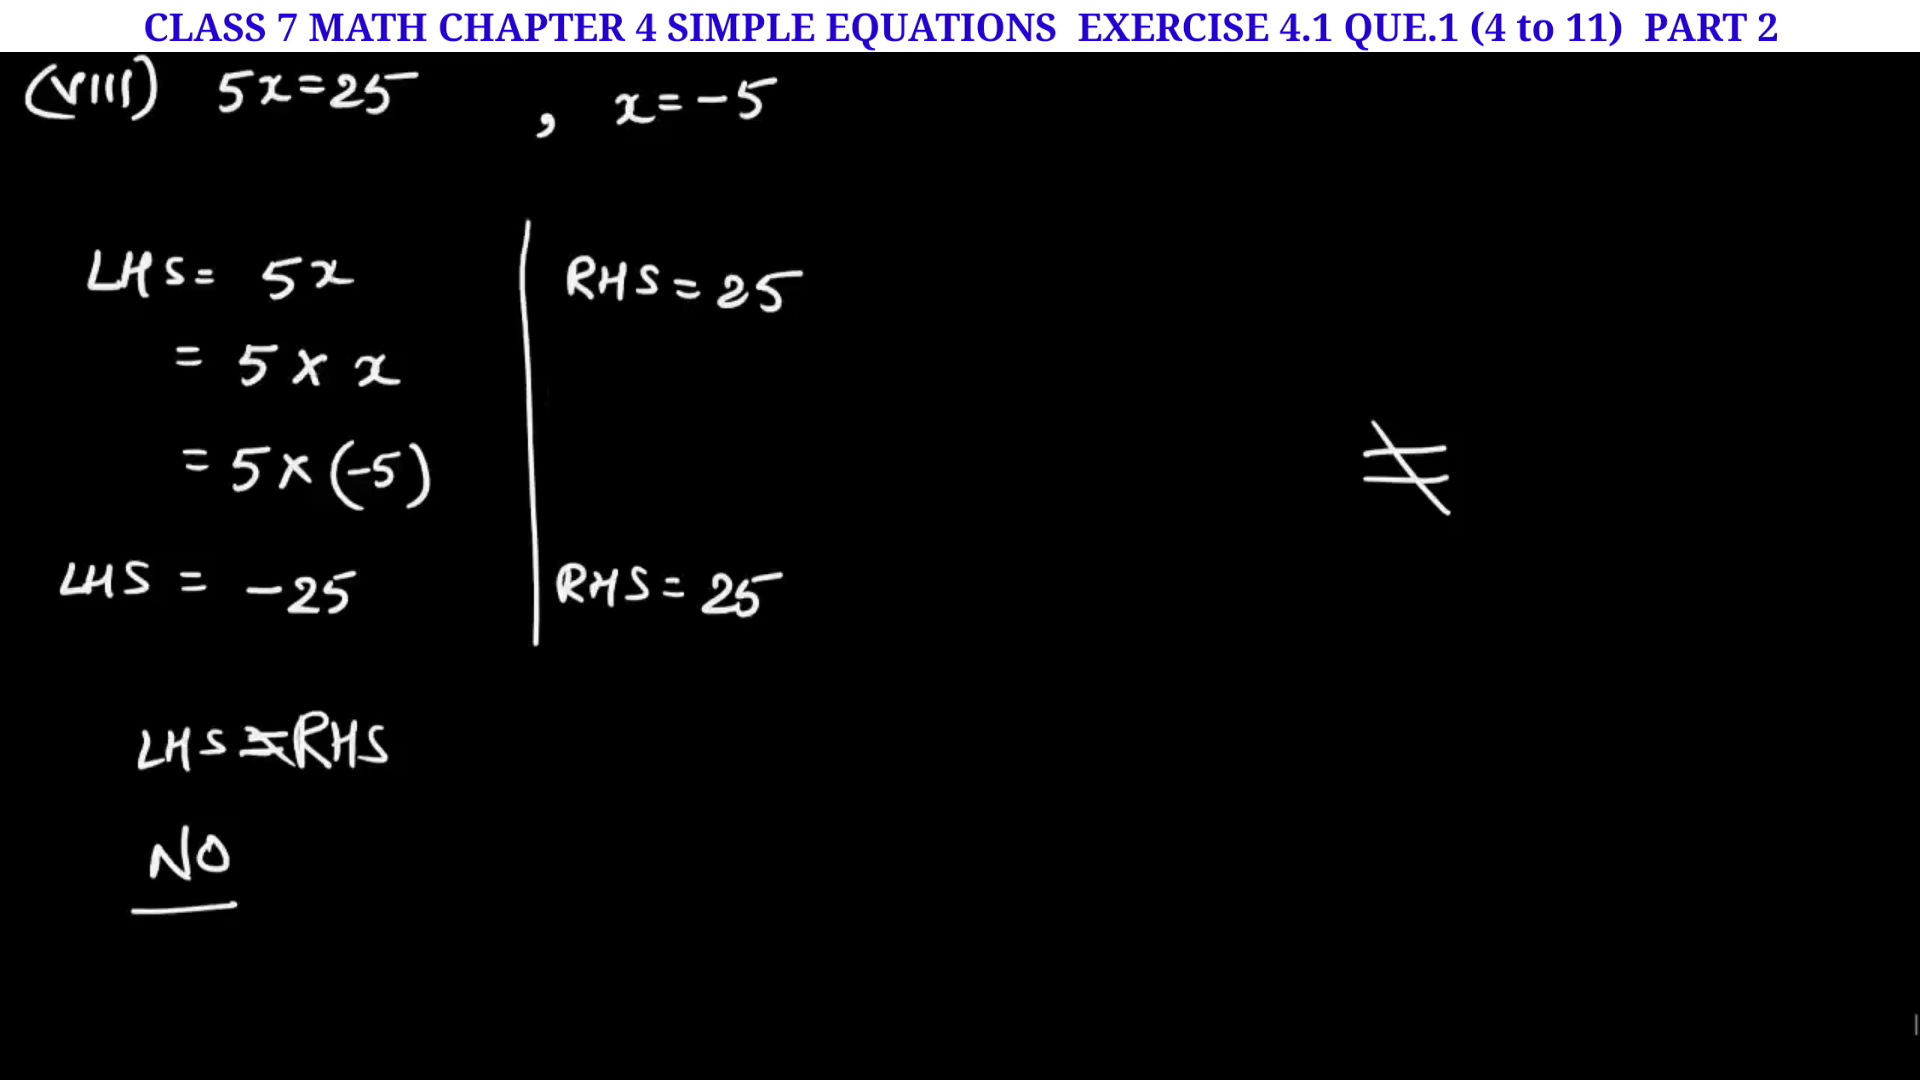 CLASS 7 MATH CHAPTER 4 SIMPLE EQUATIONS EXERCISE 4.1 QUE.1 (4 to 11) PART 2
(VIII) 5x=25 , x=-5
LHS= 5x RHS=25
= 5 × x
= 5×(-5)
LHS = -25 RHS=25
≠
LHS≠RHS
NO